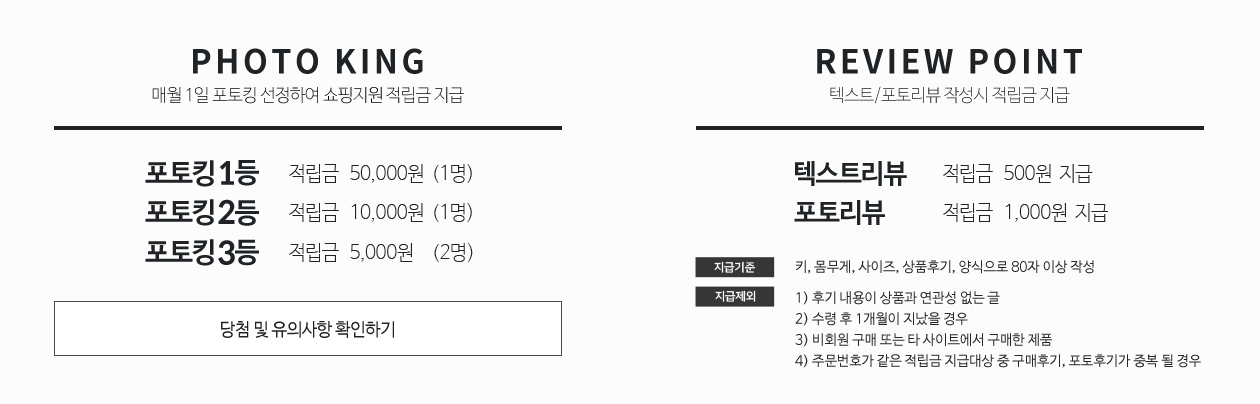 PHOTO KING
매월 1일 포토킹 선정하여 쇼핑지원 적립금 지급
포토킹1등 적립금 50,000원 (1명)
포토킹2등 적립금 10,000원 (1명)
포토킹3등 적립금 5,000원 (2명)
당첨 및 유의사항 확인하기
REVIEW POINT
텍스트/포토리뷰 작성시 적립금 지급
텍스트리뷰 적립금 500원 지급
포토리뷰 적립금 1,000원 지급
지급기준 키, 몸무게, 사이즈, 상품후기, 양식으로 80자 이상 작성
지급제외 1) 후기 내용이 상품과 연관성 없는 글
2) 수령 후 1개월이 지났을 경우
3) 비회원 구매 또는 타 사이트에서 구매한 제품
4) 주문번호가 같은 적립금 지급대상 중 구매후기, 포토후기가 중복 될 경우